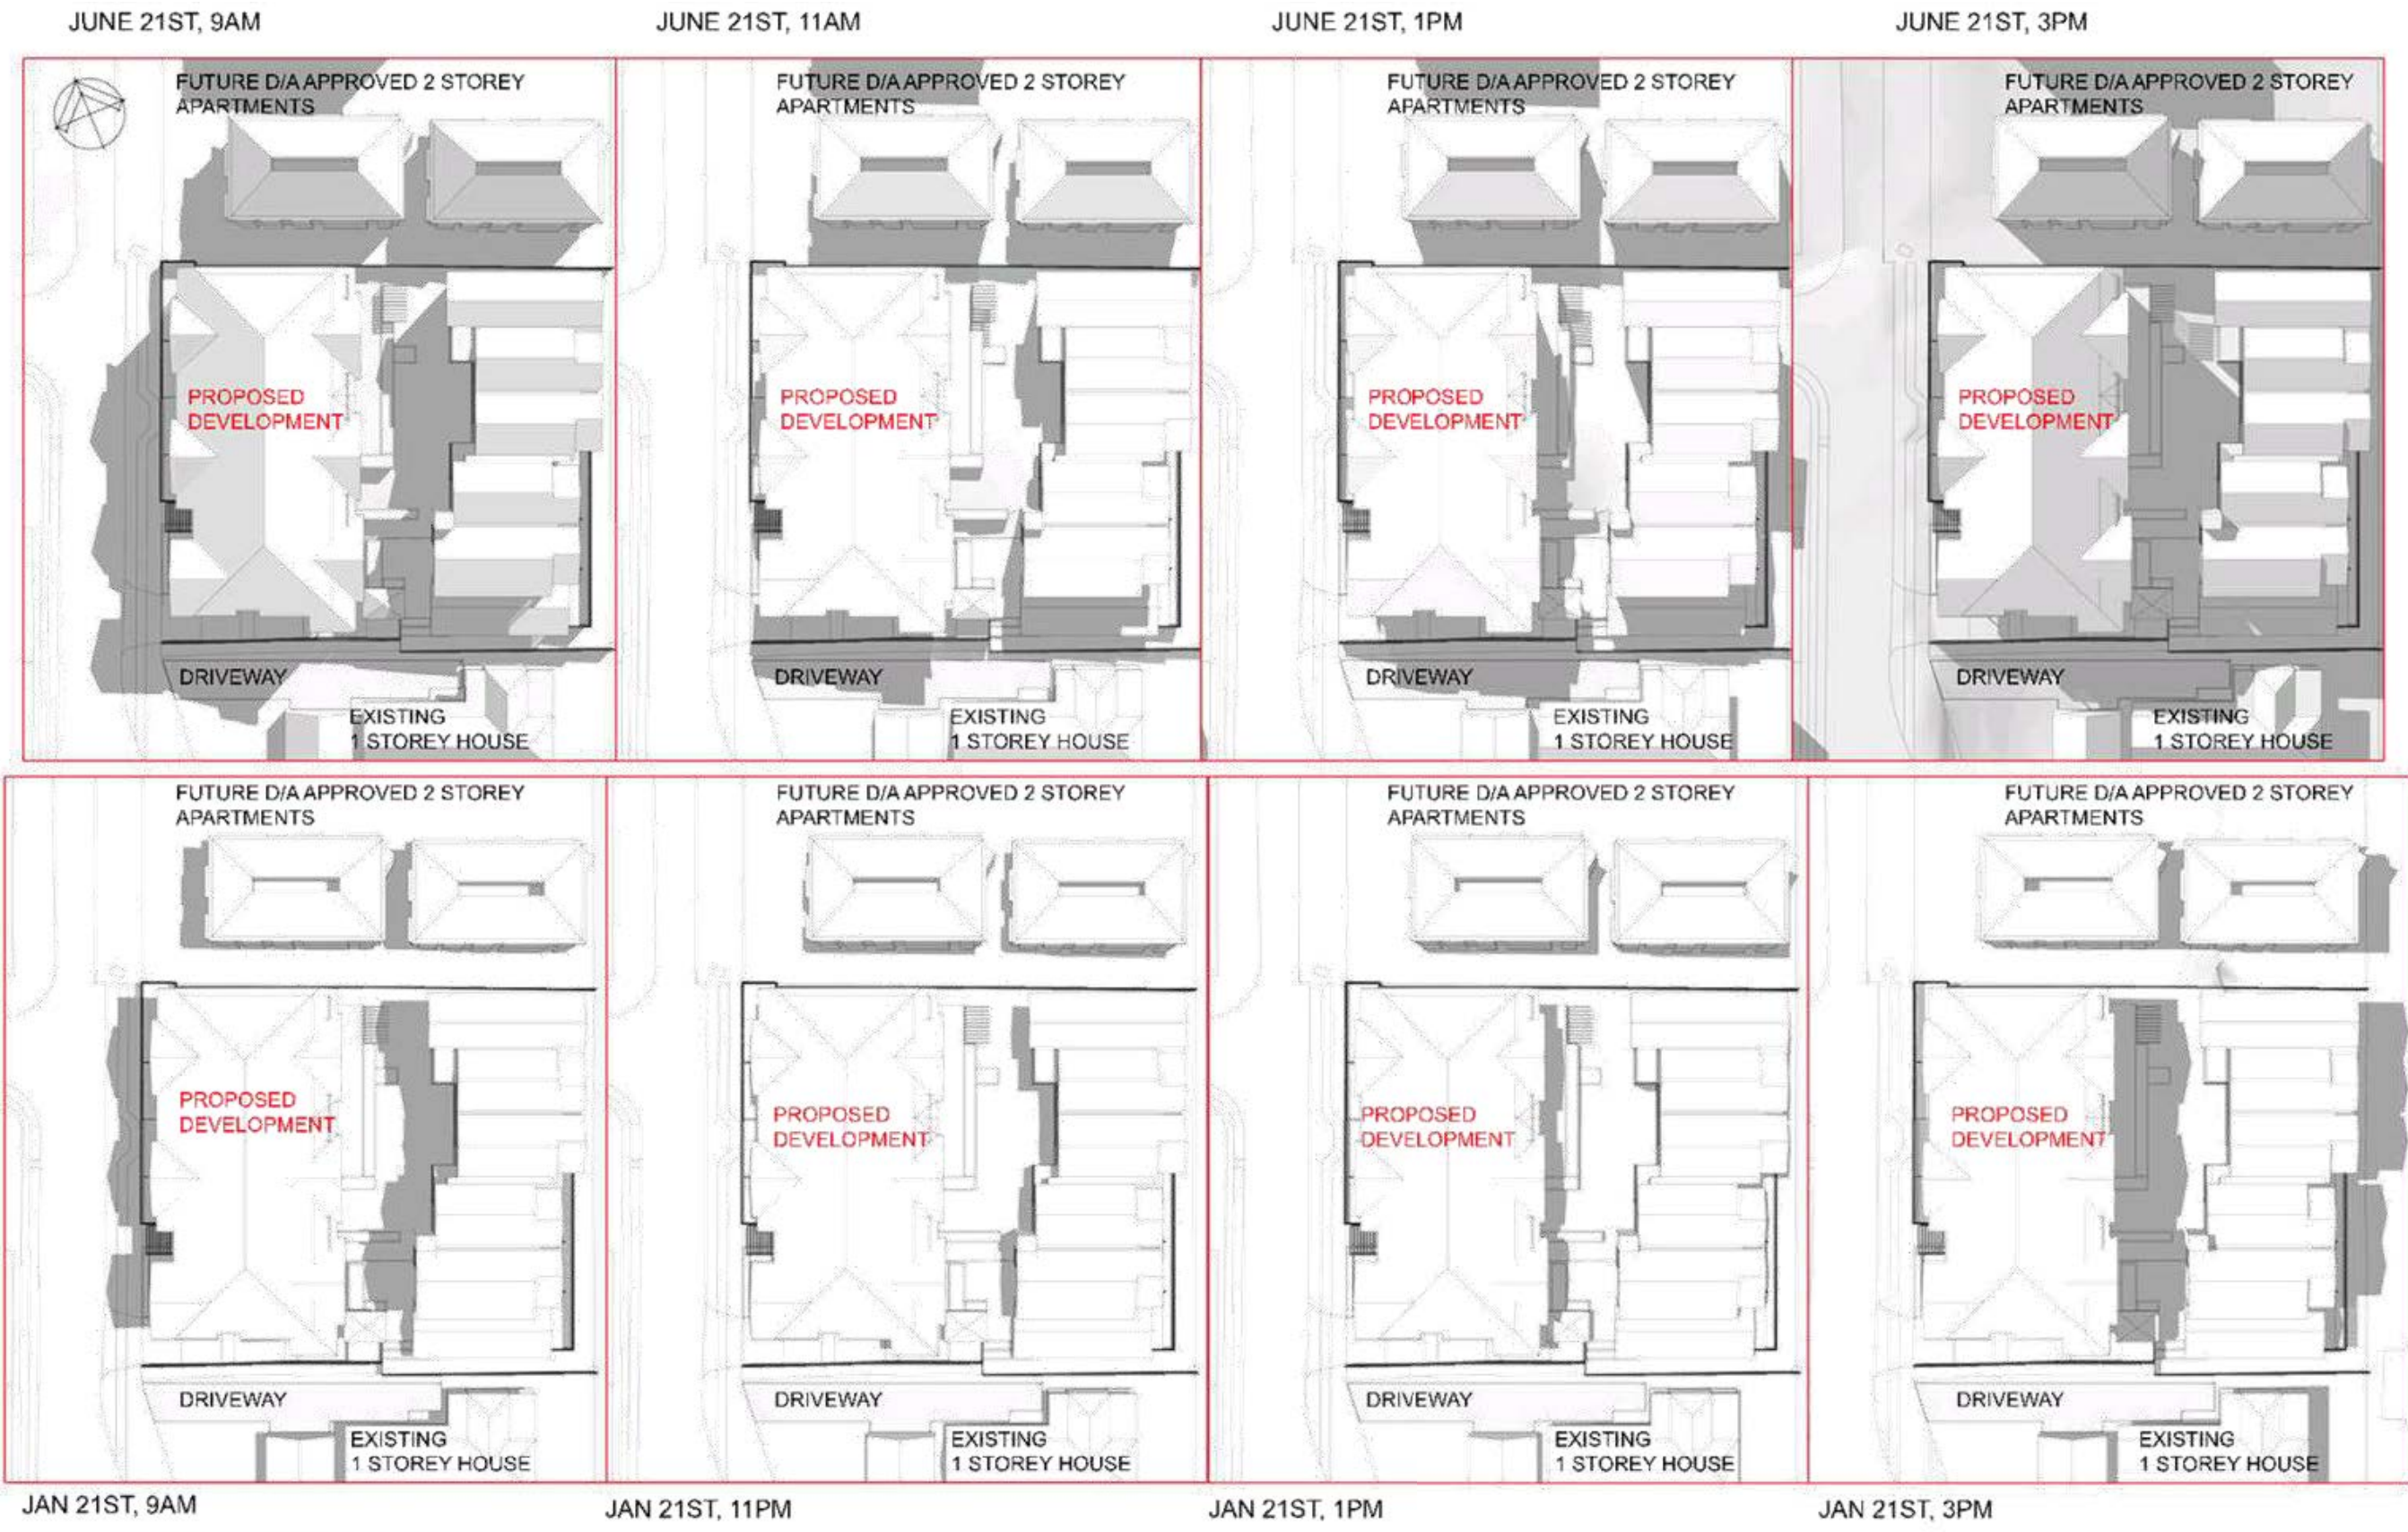 JUNE 21ST, 9AM
JUNE 21ST, 11AM
JUNE 21ST, 1PM
JUNE 21ST, 3PM
FUTURE D/A APPROVED 2 STOREY
APARTMENTS
PROPOSED
DEVELOPMENT
DRIVEWAY
EXISTING
1 STOREY HOUSE
FUTURE D/A APPROVED 2 STOREY
APARTMENTS
PROPOSED
DEVELOPMENT
DRIVEWAY
EXISTING
1 STOREY HOUSE
FUTURE D/A APPROVED 2 STOREY
APARTMENTS
PROPOSED
DEVELOPMENT
DRIVEWAY
EXISTING
1 STOREY HOUSE
FUTURE D/A APPROVED 2 STOREY
APARTMENTS
PROPOSED
DEVELOPMENT
DRIVEWAY
EXISTING
1 STOREY HOUSE
FUTURE D/A APPROVED 2 STOREY
APARTMENTS
PROPOSED
DEVELOPMENT
DRIVEWAY
EXISTING
1 STOREY HOUSE
FUTURE D/A APPROVED 2 STOREY
APARTMENTS
PROPOSED
DEVELOPMENT
DRIVEWAY
EXISTING
1 STOREY HOUSE
FUTURE D/A APPROVED 2 STOREY
APARTMENTS
PROPOSED
DEVELOPMENT
DRIVEWAY
EXISTING
1 STOREY HOUSE
FUTURE D/A APPROVED 2 STOREY
APARTMENTS
PROPOSED
DEVELOPMENT
DRIVEWAY
EXISTING
1 STOREY HOUSE
JAN 21ST, 9AM
JAN 21ST, 11PM
JAN 21ST, 1PM
JAN 21ST, 3PM